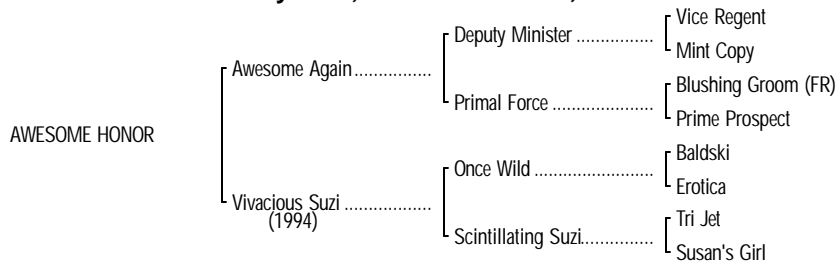 Vice Regent
Deputy Minister ................
Mint Copy
Awesome Again................
Blushing Groom (FR)
Primal Force ....................
Prime Prospect
AWESOME HONOR
Baldski
Once Wild ........................
Erotica
Vivacious Suzi ..................
(1994)
Tri Jet
Scintillating Suzi................
Susan's Girl